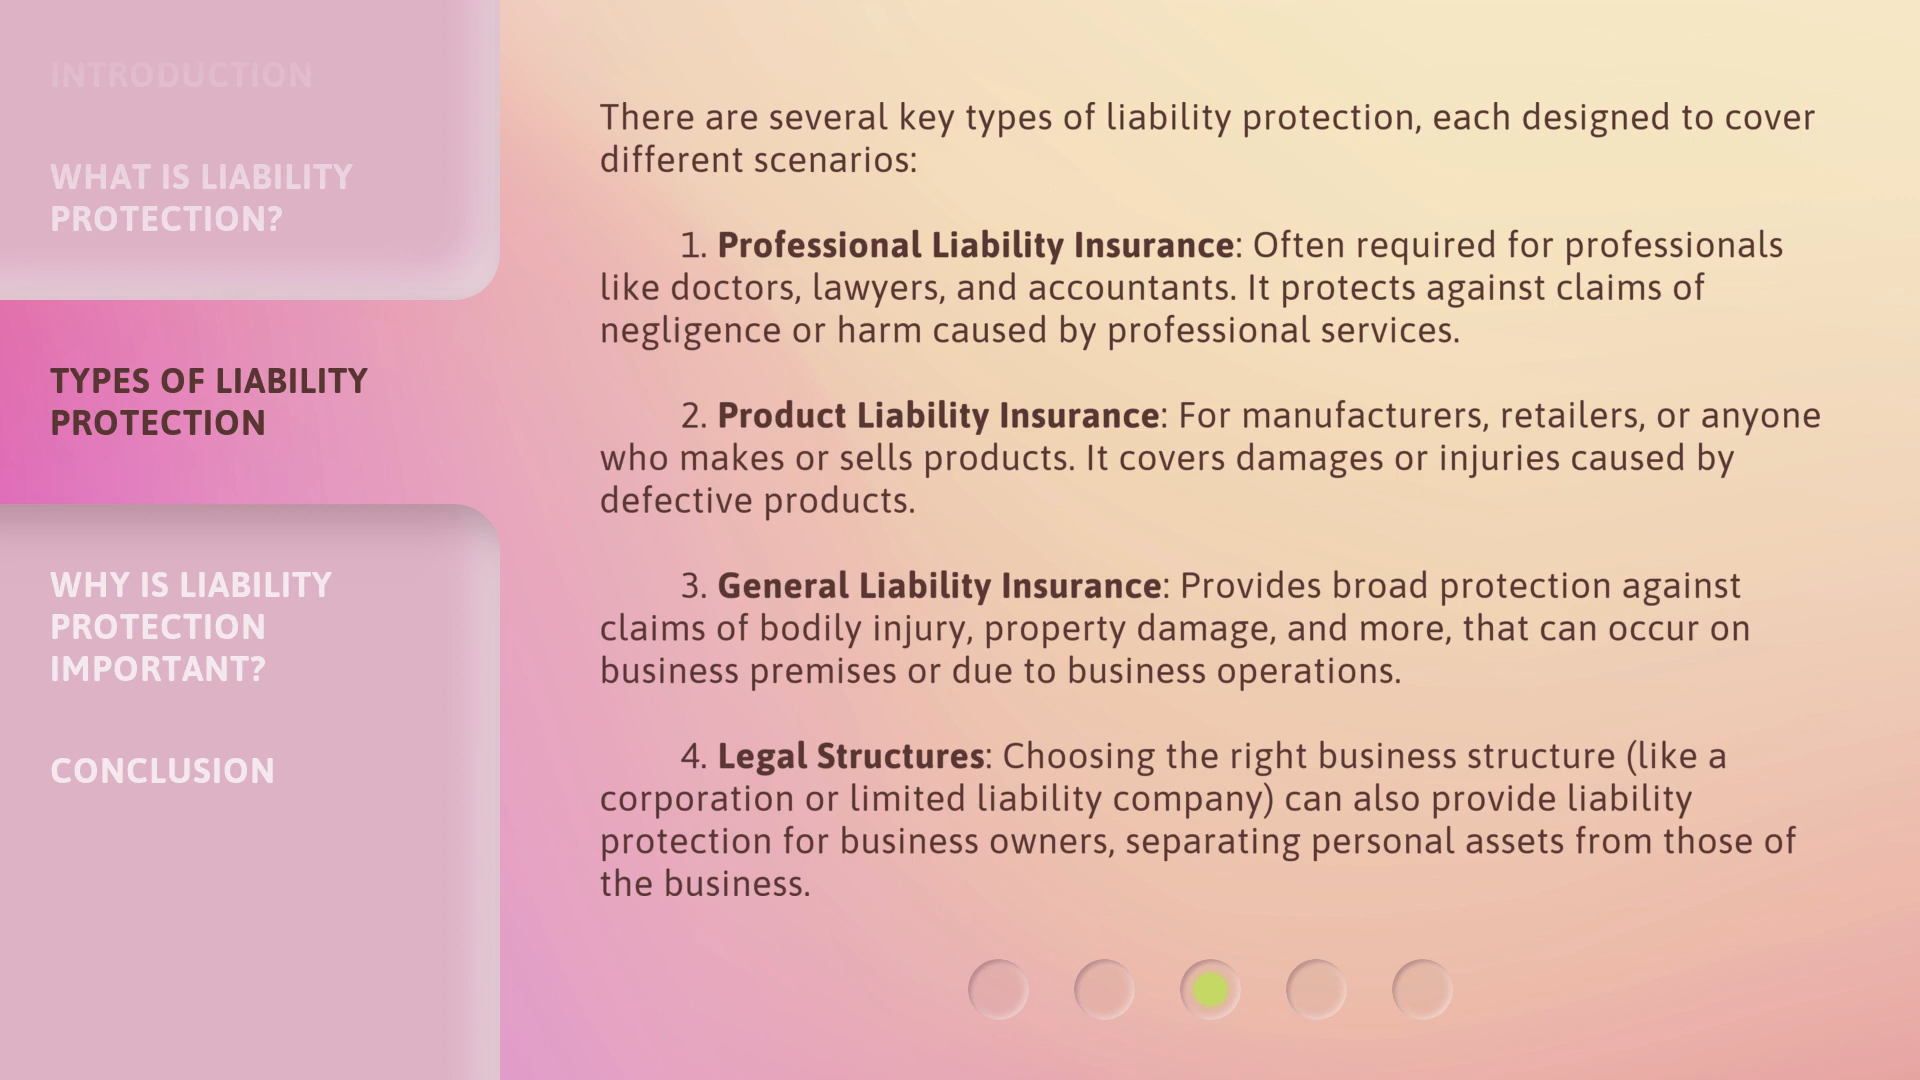 INTRODUCTION
WHAT IS LIABILITY
PROTECTION?
TYPES OF LIABILITY
PROTECTION
WHY IS LIABILITY
PROTECTION
IMPORTANT?
CONCLUSION
There are several key types of liability protection, each designed to cover
different scenarios:
1. Professional Liability Insurance: Often required for professionals
like doctors, lawyers, and accountants. It protects against claims of
negligence or harm caused by professional services.
2. Product Liability Insurance: For manufacturers, retailers, or anyone
who makes or sells products. It covers damages or injuries caused by
defective products.
3. General Liability Insurance: Provides broad protection against
claims of bodily injury, property damage, and more, that can occur on
business premises or due to business operations.
4. Legal Structures: Choosing the right business structure (like a
corporation or limited liability company) can also provide liability
protection for business owners, separating personal assets from those of
the business.